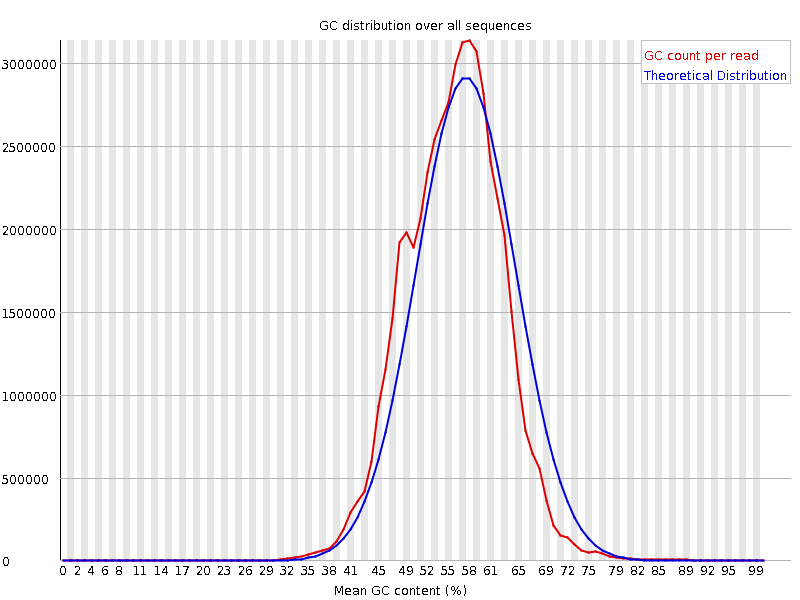 GC distribution over all sequences
GC count per read
Theoretical Distribution
3000000
2500000
2000000
1500000
1000000
500000
0
0 2 4 6 8 11 14 17 20 23 26 29 32 35 38 41 45 49 52 55 58 61 65 69 72 75 79 82 85 89 92 95 99
Mean GC content (%)